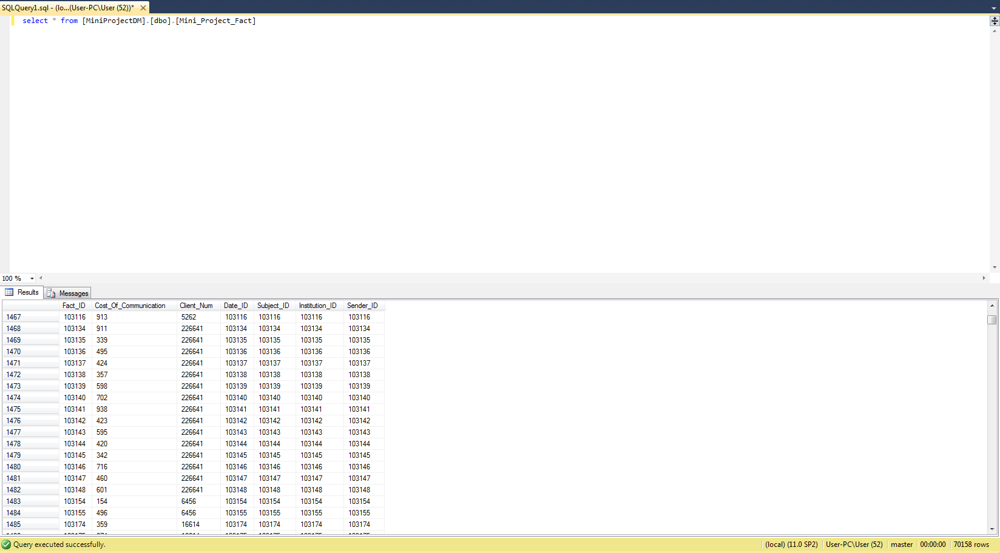 SQLQuery1.sql - (lo...(User-PC\User (52))*
select * from [MiniProjectDM].[dbo].[Mini_Project_Fact]
100 %
Results Messages
Fact_ID Cost_Of_Communication Client_Num Date_ID Subject_ID Institution_ID Sender_ID
1467 103116 913 5262 103116 103116 103116 103116
1468 103134 911 226641 103134 103134 103134 103134
1469 103135 339 226641 103135 103135 103135 103135
1470 103136 495 226641 103136 103136 103136 103136
1471 103137 424 226641 103137 103137 103137 103137
1472 103138 357 226641 103138 103138 103138 103138
1473 103139 598 226641 103139 103139 103139 103139
1474 103140 702 226641 103140 103140 103140 103140
1475 103141 938 226641 103141 103141 103141 103141
1476 103142 423 226641 103142 103142 103142 103142
1477 103143 595 226641 103143 103143 103143 103143
1478 103144 420 226641 103144 103144 103144 103144
1479 103145 342 226641 103145 103145 103145 103145
1480 103146 716 226641 103146 103146 103146 103146
1481 103147 460 226641 103147 103147 103147 103147
1482 103148 601 226641 103148 103148 103148 103148
1483 103154 154 6456 103154 103154 103154 103154
1484 103155 496 6456 103155 103155 103155 103155
1485 103174 359 16614 103174 103174 103174 103174
Query executed successfully. (local) (11.0 SP2) User-PC\User (52) master 00:00:00 70158 rows